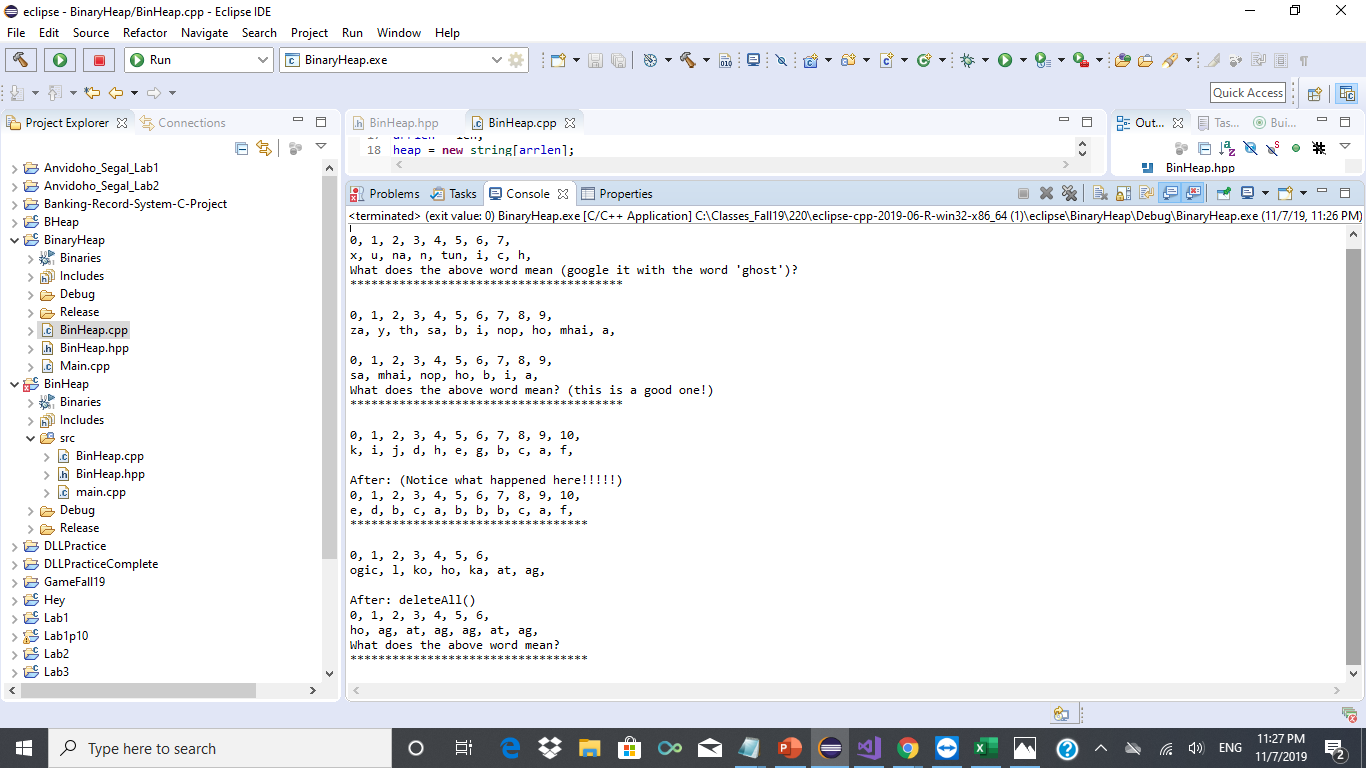 eclipse - BinaryHeap/BinHeap.cpp - Eclipse IDE
File Edit Source Refactor Navigate Search Project Run Window Help
Run
BinaryHeap.exe
Quick Access
Project Explorer
Connections
BinHeap.hpp
BinHeap.cpp
Out...
Tas...
Bui...
18 heap = new string[arrlen];
BinHeap.hpp
Anvidoho_Segal_Lab1
Anvidoho_Segal_Lab2
Banking-Record-System-C-Project
BHeap
BinaryHeap
Binaries
Includes
Debug
Release
BinHeap.cpp
BinHeap.hpp
Main.cpp
BinHeap
Binaries
Includes
src
BinHeap.cpp
BinHeap.hpp
main.cpp
Debug
Release
DLLPractice
DLLPracticeComplete
GameFall19
Hey
Lab1
Lab1p10
Lab2
Lab3
Problems Tasks Console Properties
<terminated> (exit value: 0) BinaryHeap.exe [C/C++ Application] C:\Classes_Fall19\220\eclipse-cpp-2019-06-R-win32-x86_64 (1)\eclipse\BinaryHeap\Debug\BinaryHeap.exe (11/7/19, 11:26 PM)
0, 1, 2, 3, 4, 5, 6, 7,
x, u, na, n, tun, i, c, h,
What does the above word mean (google it with the word 'ghost')?
***************************************
0, 1, 2, 3, 4, 5, 6, 7, 8, 9,
za, y, th, sa, b, i, nop, ho, mhai, a,
0, 1, 2, 3, 4, 5, 6, 7, 8, 9,
sa, mhai, nop, ho, b, i, a,
What does the above word mean? (this is a good one!)
***************************************
0, 1, 2, 3, 4, 5, 6, 7, 8, 9, 10,
k, i, j, d, h, e, g, b, c, a, f,
After: (Notice what happened here!!!!!)
0, 1, 2, 3, 4, 5, 6, 7, 8, 9, 10,
e, d, b, c, a, b, b, b, c, a, f,
**********************************
0, 1, 2, 3, 4, 5, 6,
ogic, l, ko, ho, ka, at, ag,
After: deleteAll()
0, 1, 2, 3, 4, 5, 6,
ho, ag, at, ag, ag, at, ag,
What does the above word mean?
**********************************
Type here to search
ENG
11:27 PM
11/7/2019
2